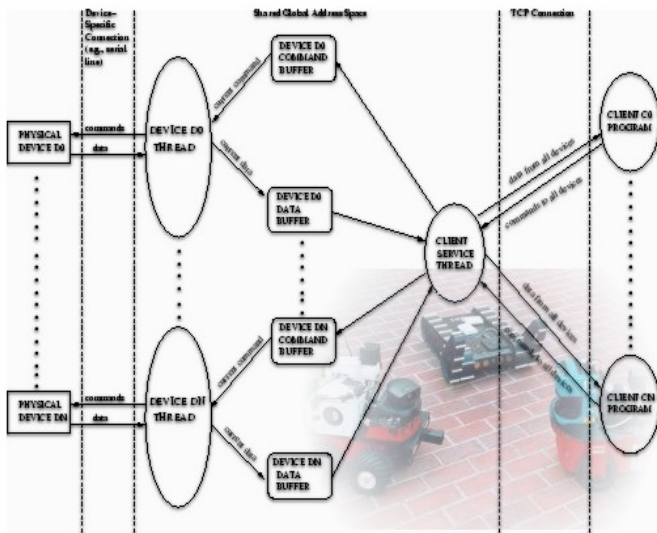 Device-
Specific
Connection
(e.g., serial
line)
Shared Global Address Space
TCP Connection
DEVICE D0
COMMAND
BUFFER
current command
PHYSICAL
DEVICE D0
commands
data
DEVICE D0
THREAD
current data
DEVICE D0
DATA
BUFFER
CLIENT C0
PROGRAM
data from all devices
commands to all devices
CLIENT
SERVICE
THREAD
DEVICE DN
COMMAND
BUFFER
current command
data from all devices
all devices
PHYSICAL
DEVICE DN
commands
data
DEVICE DN
THREAD
current data
DEVICE DN
DATA
BUFFER
CLIENT CN
PROGRAM